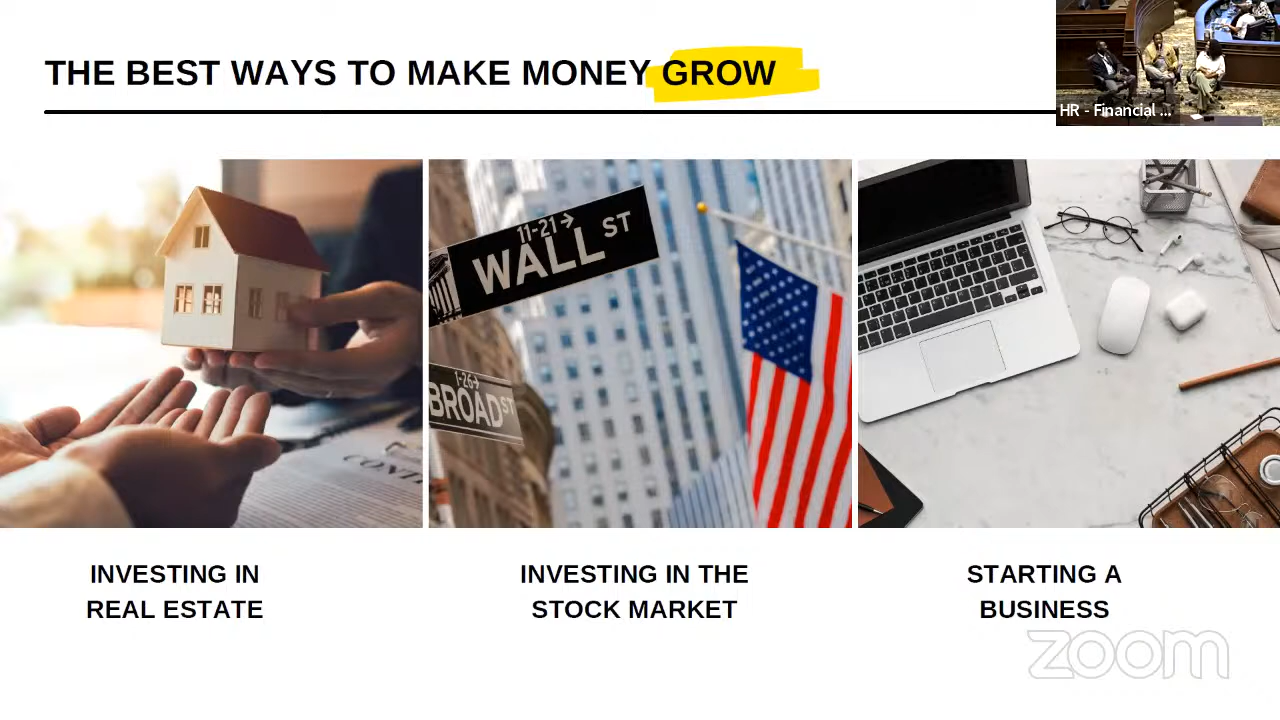 THE BEST WAYS TO MAKE MONEY GROW
HR - Financial ...
11-21→
WALL ST
1-26→
BROAD ST
CONT
INVESTING IN
REAL ESTATE
INVESTING IN THE
STOCK MARKET
STARTING A
BUSINESS
zoom